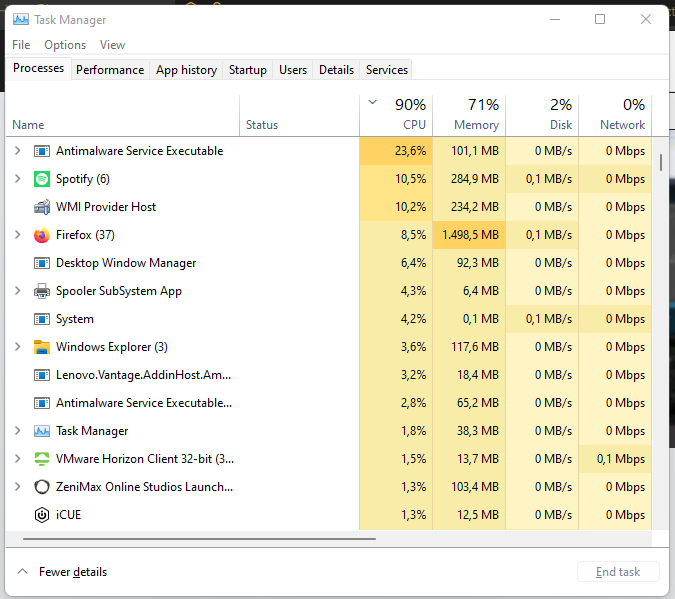 Task Manager
File Options View
Processes Performance App history Startup Users Details Services
90% 71% 2% 0%
Name Status CPU Memory Disk Network
Antimalware Service Executable 23,6% 101,1 MB 0 MB/s 0 Mbps
Spotify (6) 10,5% 284,9 MB 0,1 MB/s 0 Mbps
WMI Provider Host 10,2% 234,2 MB 0 MB/s 0 Mbps
Firefox (37) 8,5% 1.498,5 MB 0,1 MB/s 0 Mbps
Desktop Window Manager 6,4% 92,3 MB 0 MB/s 0 Mbps
Spooler SubSystem App 4,3% 6,4 MB 0 MB/s 0 Mbps
System 4,2% 0,1 MB 0,1 MB/s 0 Mbps
Windows Explorer (3) 3,6% 117,6 MB 0 MB/s 0 Mbps
Lenovo.Vantage.AddinHost.Am... 3,2% 18,4 MB 0 MB/s 0 Mbps
Antimalware Service Executable... 2,8% 65,2 MB 0 MB/s 0 Mbps
Task Manager 1,8% 38,3 MB 0 MB/s 0 Mbps
VMware Horizon Client 32-bit (3... 1,5% 13,7 MB 0 MB/s 0,1 Mbps
ZeniMax Online Studios Launch... 1,3% 103,4 MB 0 MB/s 0 Mbps
iCUE 1,3% 12,5 MB 0 MB/s 0 Mbps
Fewer details End task